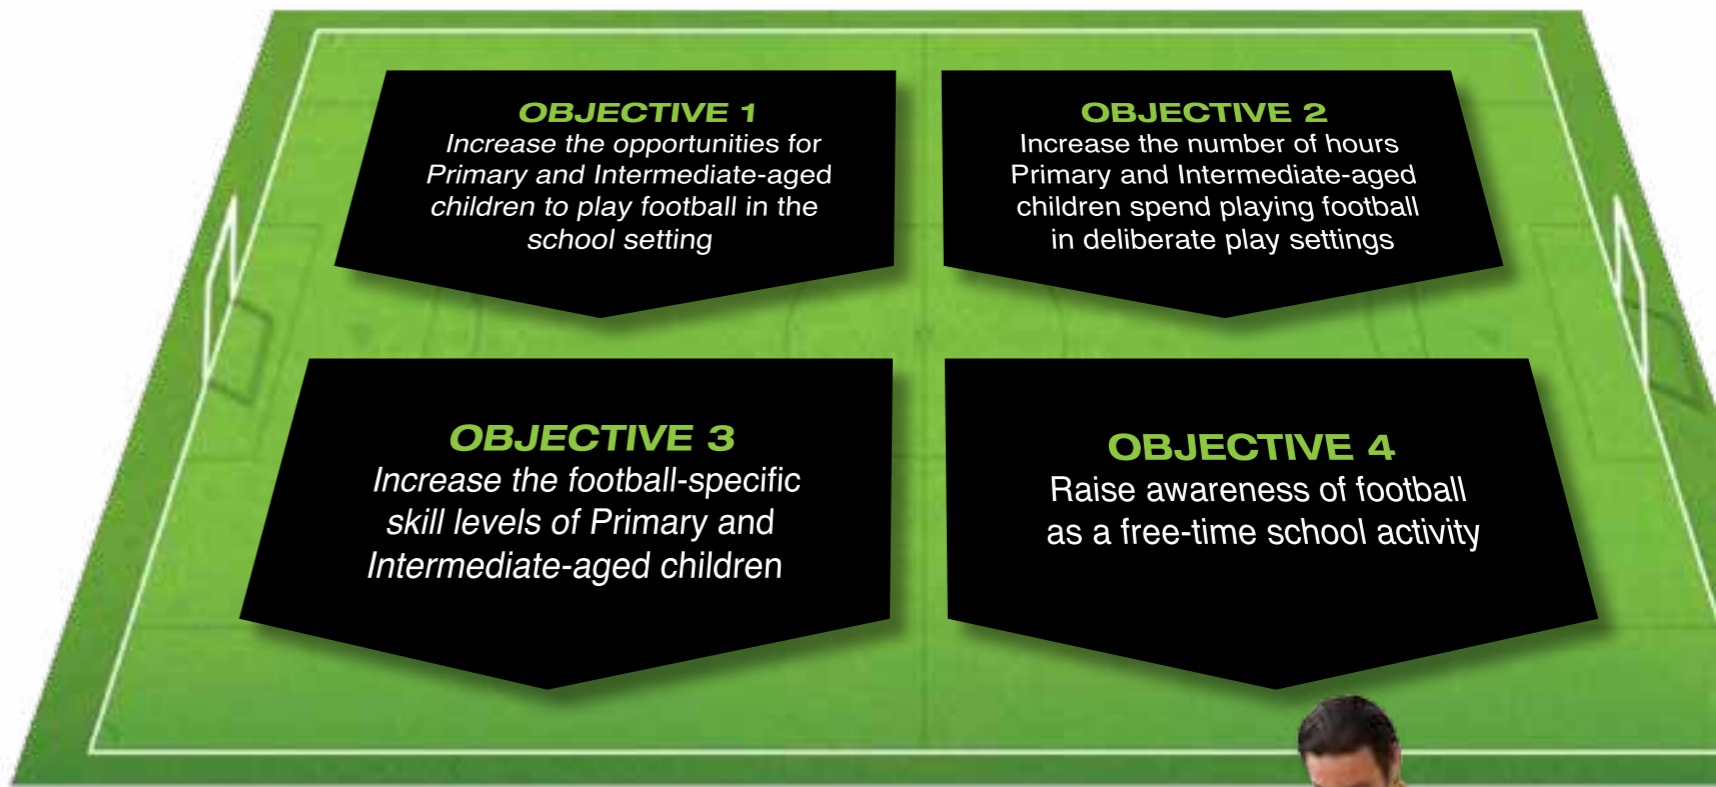 OBJECTIVE 1
Increase the opportunities for
Primary and Intermediate-aged
children to play football in the
school setting
OBJECTIVE 2
Increase the number of hours
Primary and Intermediate-aged
children spend playing football
in deliberate play settings
OBJECTIVE 3
Increase the football-specific
skill levels of Primary and
Intermediate-aged children
OBJECTIVE 4
Raise awareness of football
as a free-time school activity